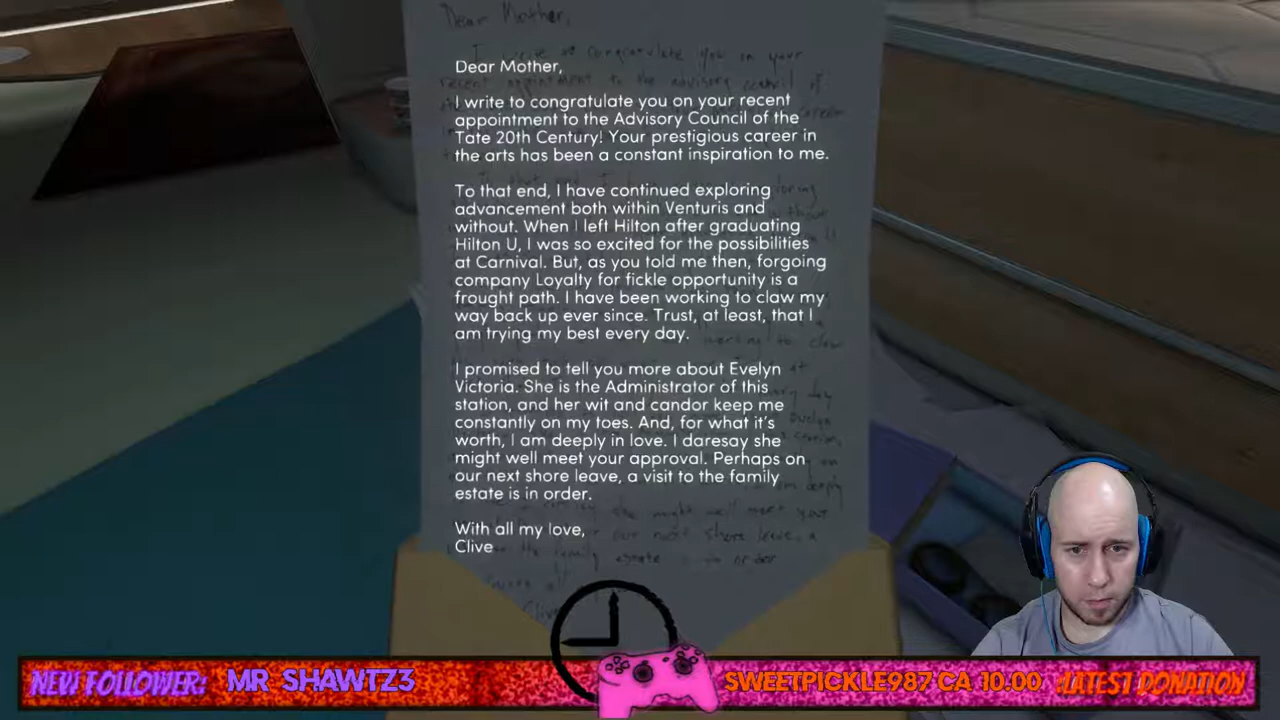 Dear Mother,
Dear Mother,
I write to congratulate you on your recent
appointment to the Advisory Council of the
Tate 20th Century! Your prestigious career in
the arts has been a constant inspiration to me.
To that end, I have continued exploring
advancement both within Venturis and
without. When I left Hilton after graduating
Hilton U, I was so excited for the possibilities
at Carnival. But, as you told me then, forgoing
company Loyalty for fickle opportunity is a
frought path. I have been working to claw my
way back up ever since. Trust, at least, that I
am trying my best every day.
I promised to tell you more about Evelyn
Victoria. She is the Administrator of this
station, and her wit and candor keep me
constantly on my toes. And, for what it's
worth, I am deeply in love. I daresay she
might well meet your approval. Perhaps on
our next shore leave, a visit to the family
estate is in order.
With all my love,
Clive
Clive
NEW FOLLOWER: MR SHAWTZ3
SWEETPICKLE987 CA 10.00 :LATEST DONATION